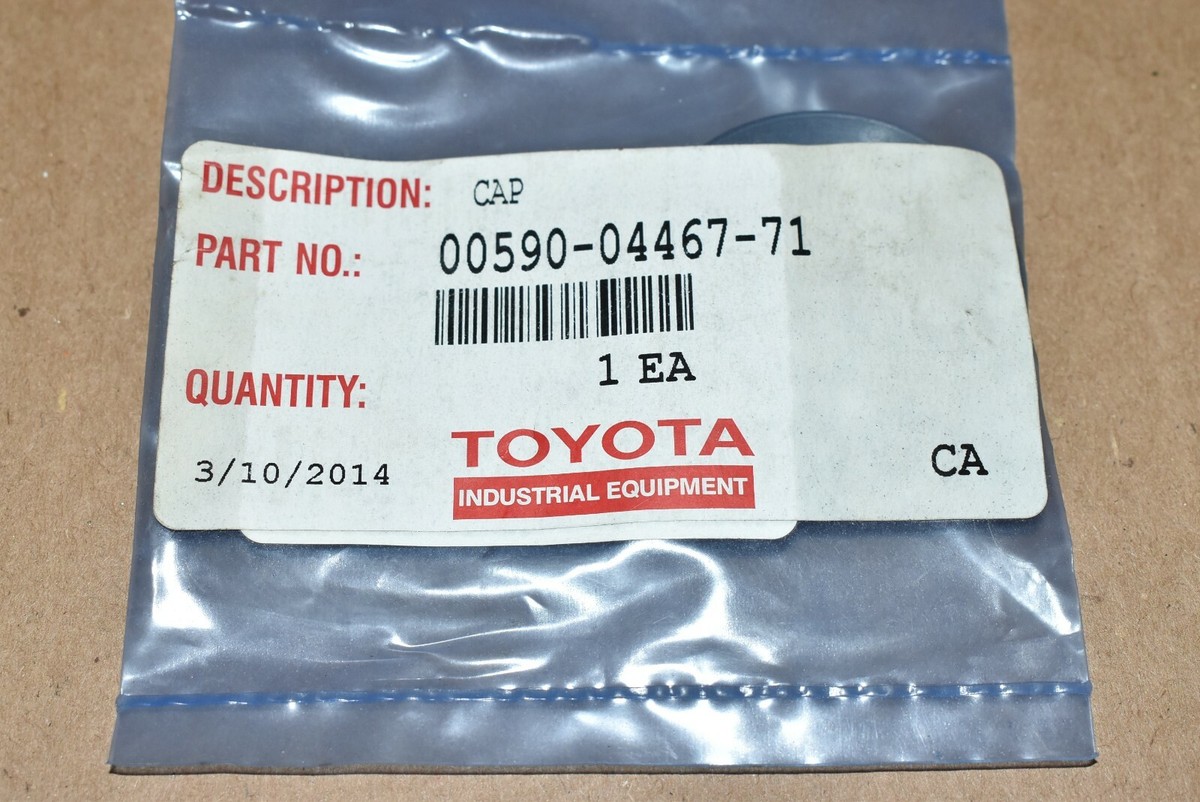 DESCRIPTION: CAP
PART NO.: 00590-04467-71
QUANTITY: 1 EA
TOYOTA
INDUSTRIAL EQUIPMENT
3/10/2014 CA